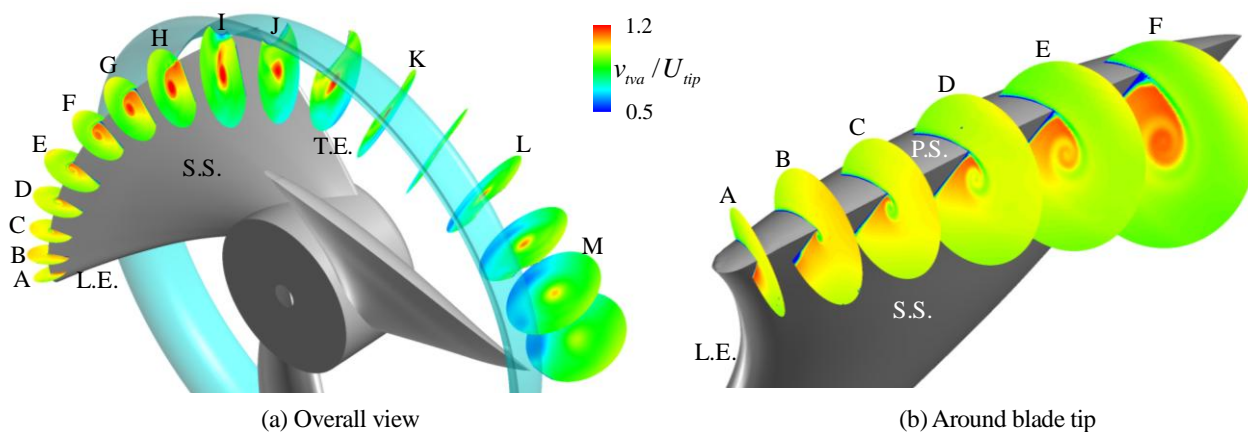 A
B
C
D
E
F
G
H
I
J
K
L
M
S.S.
T.E.
L.E.
1.2
v_tva / U_tip
0.5
(a) Overall view
A
B
C
D
E
F
P.S.
S.S.
L.E.
(b) Around blade tip